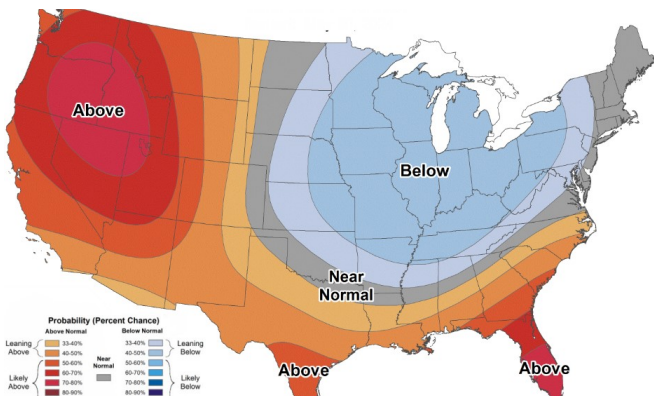 Above
Below
Near
Normal
Above
Above
Probability (Percent Chance)
Above Normal Below Normal
Leaning Above 33-40% 33-40% Leaning Below
40-50% 40-50%
Near Normal
Likely Above 50-60% 50-60% Likely Below
60-70% 60-70%
70-80% 70-80%
80-90% 80-90%